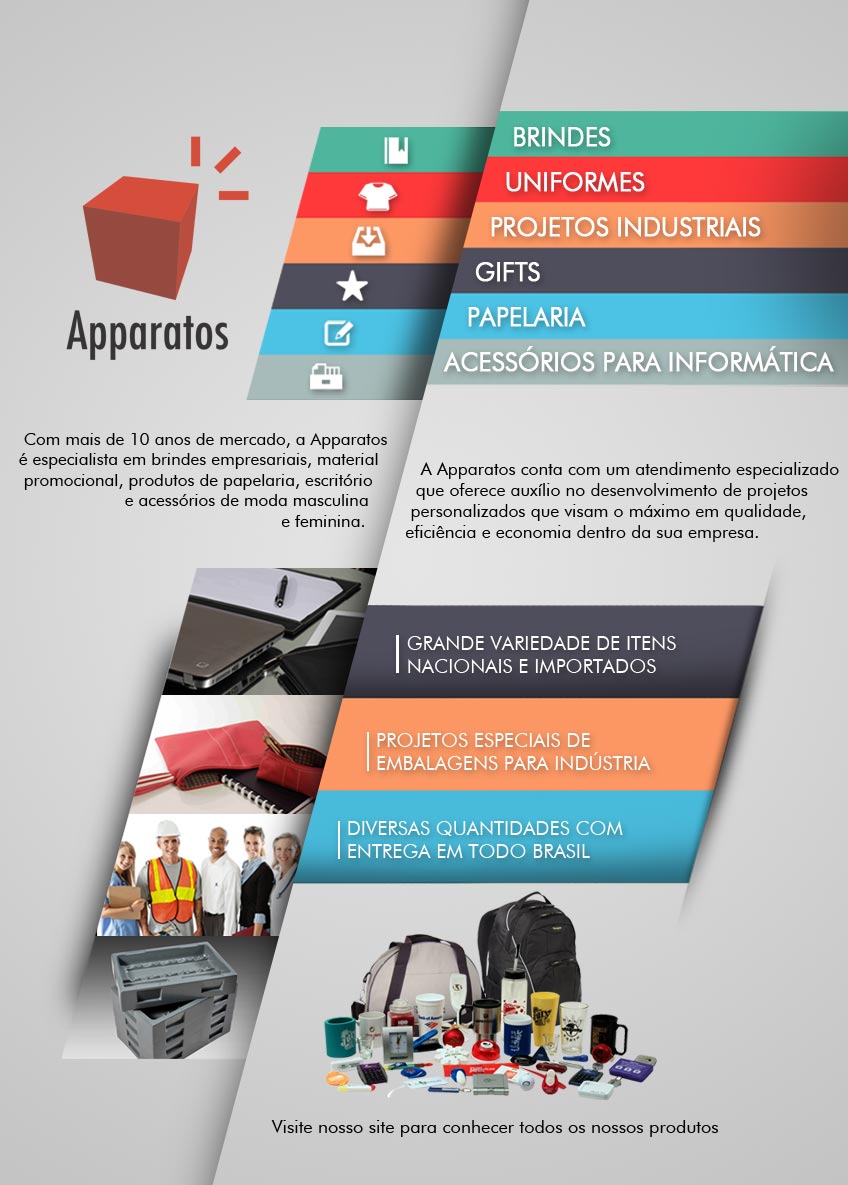 Apparatos
BRINDES
UNIFORMES
PROJETOS INDUSTRIAIS
GIFTS
PAPELARIA
ACESSÓRIOS PARA INFORMÁTICA
Com mais de 10 anos de mercado, a Apparatos
é especialista em brindes empresariais, material
promocional, produtos de papelaria, escritório
e acessórios de moda masculina
e feminina.
A Apparatos conta com um atendimento especializado
que oferece auxílio no desenvolvimento de projetos
personalizados que visam o máximo em qualidade,
eficiência e economia dentro da sua empresa.
GRANDE VARIEDADE DE ITENS
NACIONAIS E IMPORTADOS
PROJETOS ESPECIAIS DE
EMBALAGENS PARA INDÚSTRIA
DIVERSAS QUANTIDADES COM
ENTREGA EM TODO BRASIL
Visite nosso site para conhecer todos os nossos produtos